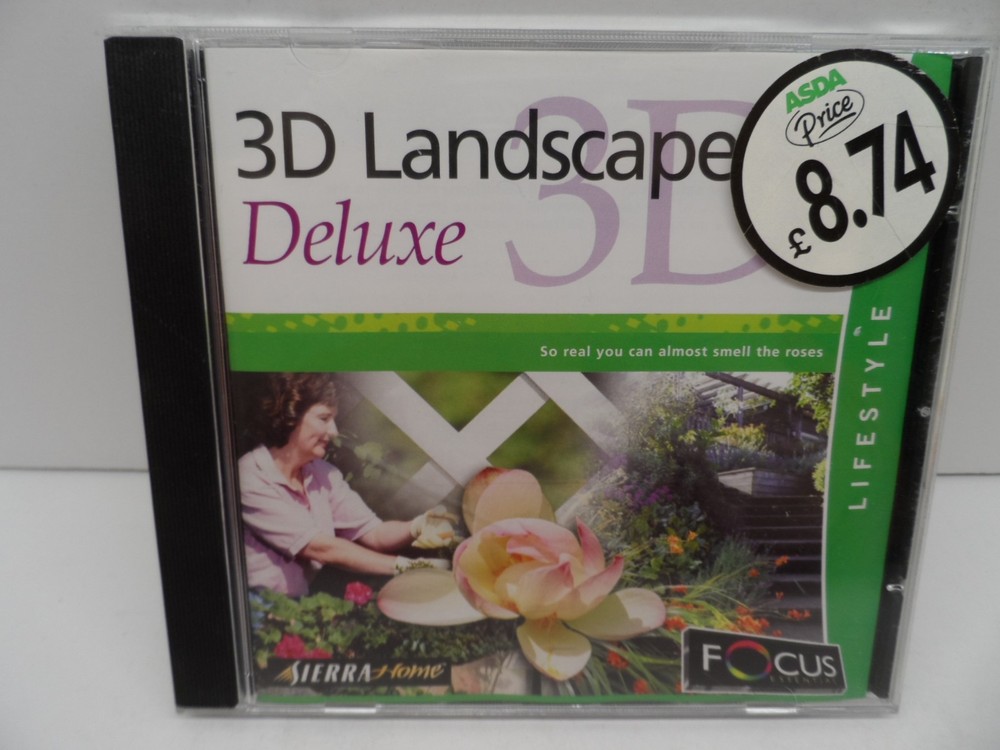 3D Landscape
3D
Deluxe
ASDA
Price
£8.74
So real you can almost smell the roses
LIFESTYLE
SIERRA Home
FOCUS
ESSENTIAL